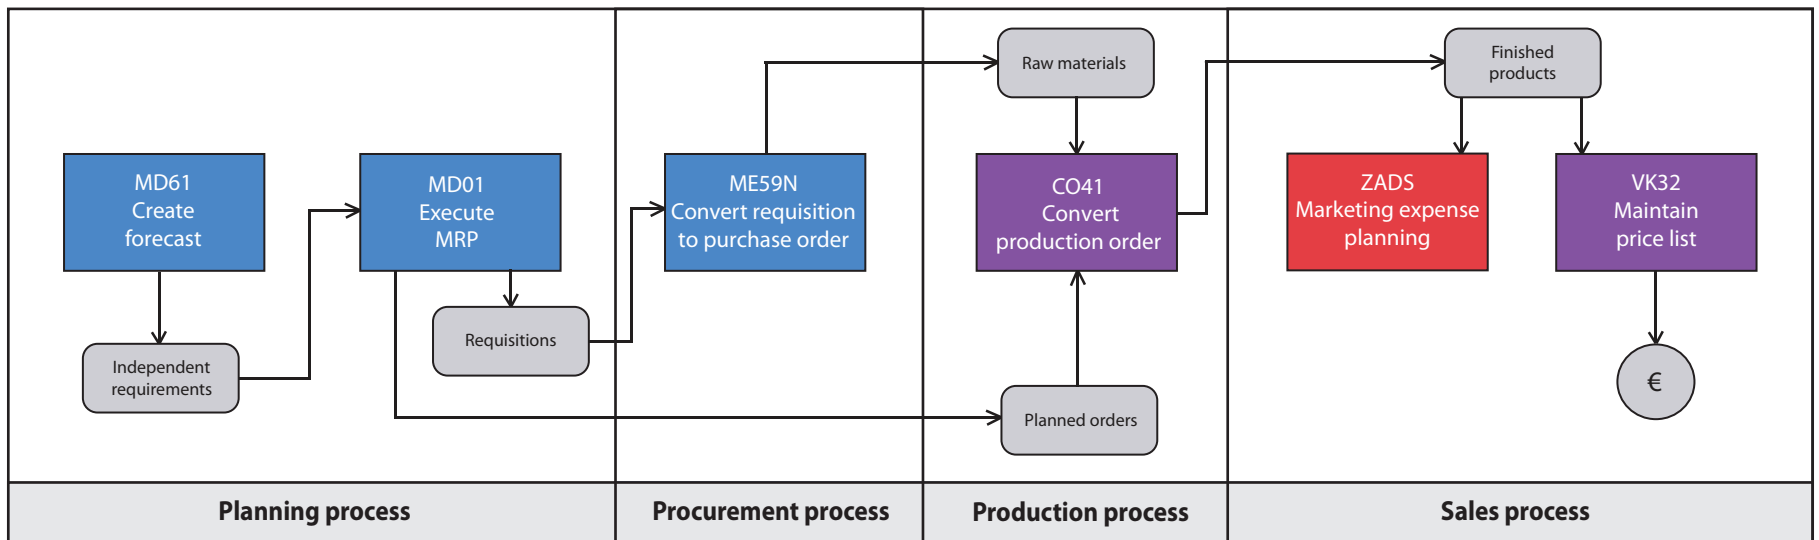 MD61
Create
forecast
Independent
requirements
MD01
Execute
MRP
Requisitions
ME59N
Convert requisition
to purchase order
Raw materials
CO41
Convert
production order
Planned orders
Finished
products
ZADS
Marketing expense
planning
VK32
Maintain
price list
€
Planning process
Procurement process
Production process
Sales process